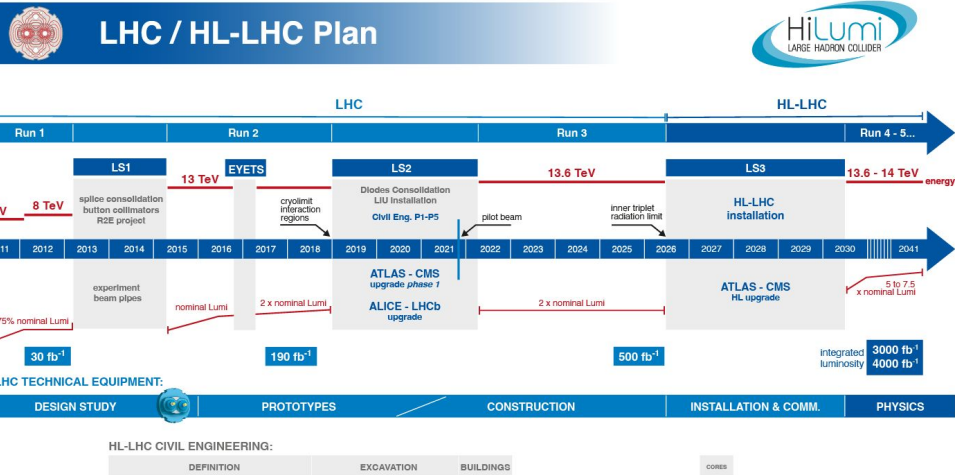 LHC / HL-LHC Plan
HiLumi
LARGE HADRON COLLIDER
LHC
HL-LHC
Run 1
Run 2
Run 3
Run 4 - 5...
LS1
EYETS
LS2
LS3
13 TeV
13.6 TeV
13.6 - 14 TeV
energy
V
8 TeV
splice consolidation
button collimators
R2E project
cryolimit
interaction
regions
Diodes Consolidation
LIU Installation
Civil Eng. P1-P5
pilot beam
inner triplet
radiation limit
HL-LHC
installation
11
2012
2013
2014
2015
2016
2017
2018
2019
2020
2021
2022
2023
2024
2025
2026
2027
2028
2029
2030
2041
experiment
beam pipes
ATLAS - CMS
upgrade phase 1
ALICE - LHCb
upgrade
ATLAS - CMS
HL upgrade
5 to 7.5
x nominal Lumi
75% nominal Lumi
nominal Lumi
2 x nominal Lumi
2 x nominal Lumi
30 fb-1
190 fb-1
500 fb-1
integrated
luminosity
3000 fb-1
4000 fb-1
LHC TECHNICAL EQUIPMENT:
DESIGN STUDY
PROTOTYPES
CONSTRUCTION
INSTALLATION & COMM.
PHYSICS
HL-LHC CIVIL ENGINEERING:
DEFINITION
EXCAVATION
BUILDINGS
CORES